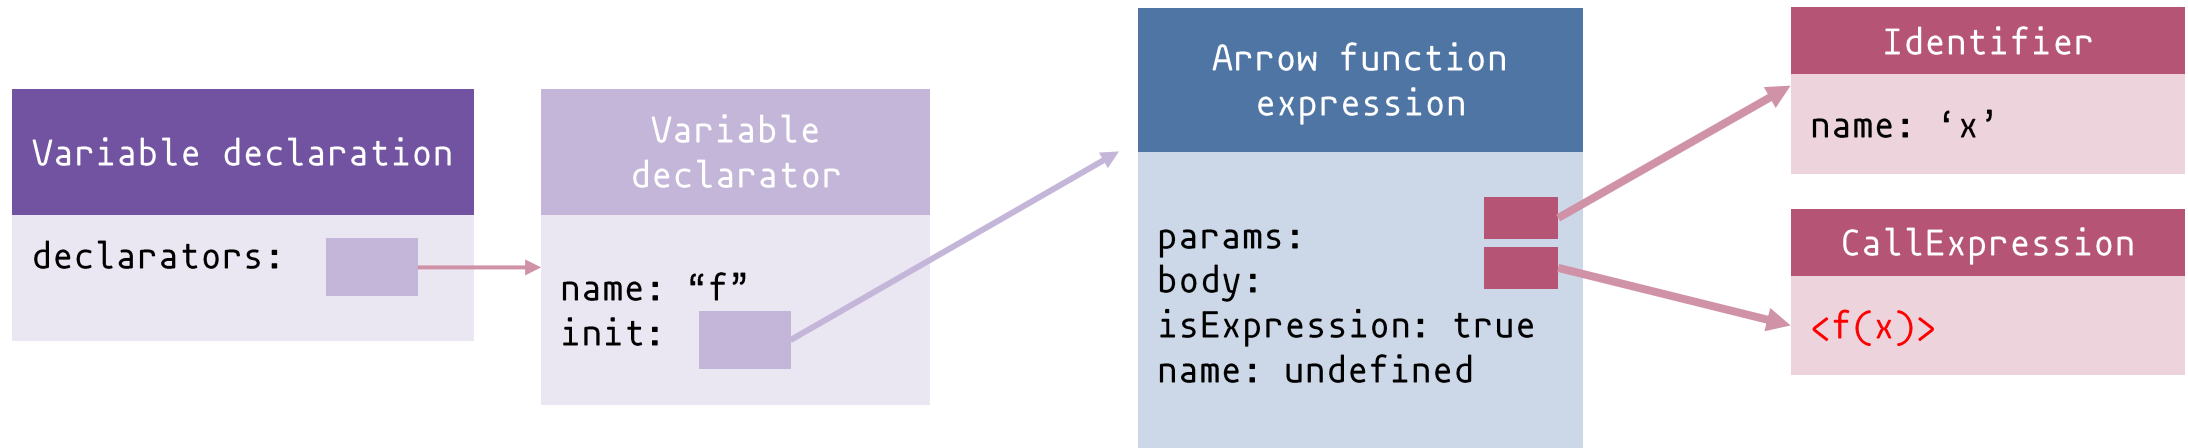 Variable declaration
declarators:
Variable
declarator
name: “f”
init:
Arrow function
expression
params:
body:
isExpression: true
name: undefined
Identifier
name: ‘x’
CallExpression
<f(x)>